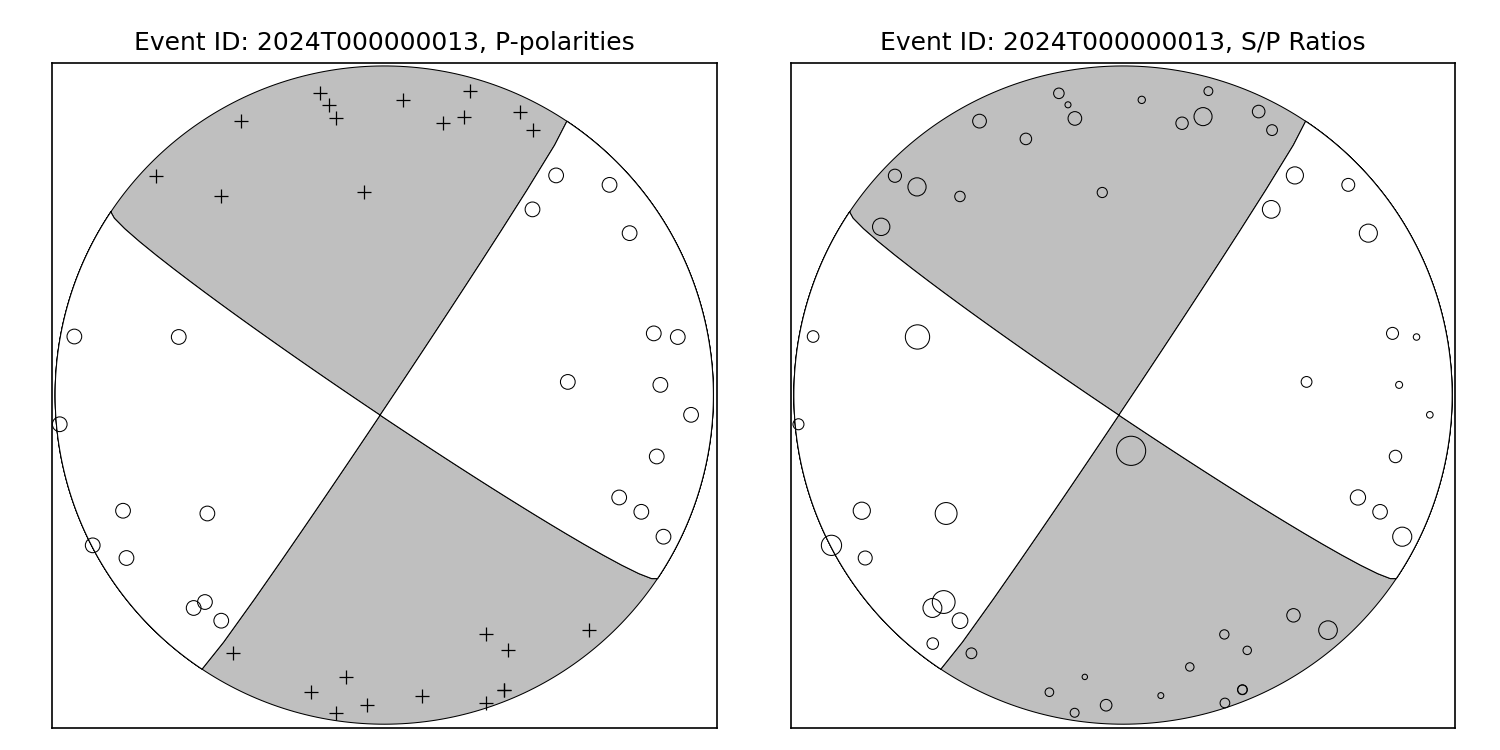 Event ID: 2024T000000013, P-polarities
Event ID: 2024T000000013, S/P Ratios